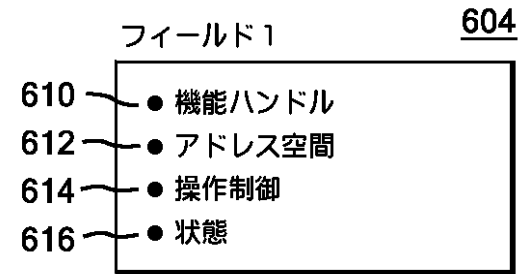 フィールド1 604
610 ● 機能ハンドル
612 ● アドレス空間
614 ● 操作制御
616 ● 状態